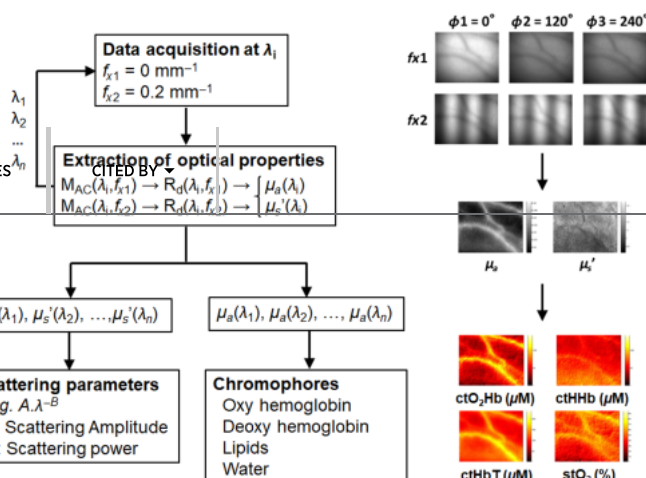 Data acquisition at λi
fx1 = 0 mm−1
fx2 = 0.2 mm−1
λ1
λ2
...
λn
CITED BY
Extraction of optical properties
MAC(λi,fx1) → Rd(λi,fx1) → { μa(λi)
MAC(λi,fx2) → Rd(λi,fx2) → μs'(λi)
(λ1), μs'(λ2), …,μs'(λn)
μa(λ1), μa(λ2), …, μa(λn)
attering parameters
g. A.λ−B
Scattering Amplitude
: Scattering power
Chromophores
Oxy hemoglobin
Deoxy hemoglobin
Lipids
Water
ϕ1 = 0° ϕ2 = 120° ϕ3 = 240°
fx1
fx2
μa μs'
ctO2Hb (μM) ctHHb (μM)
ctHbT (μM) stO2 (%)